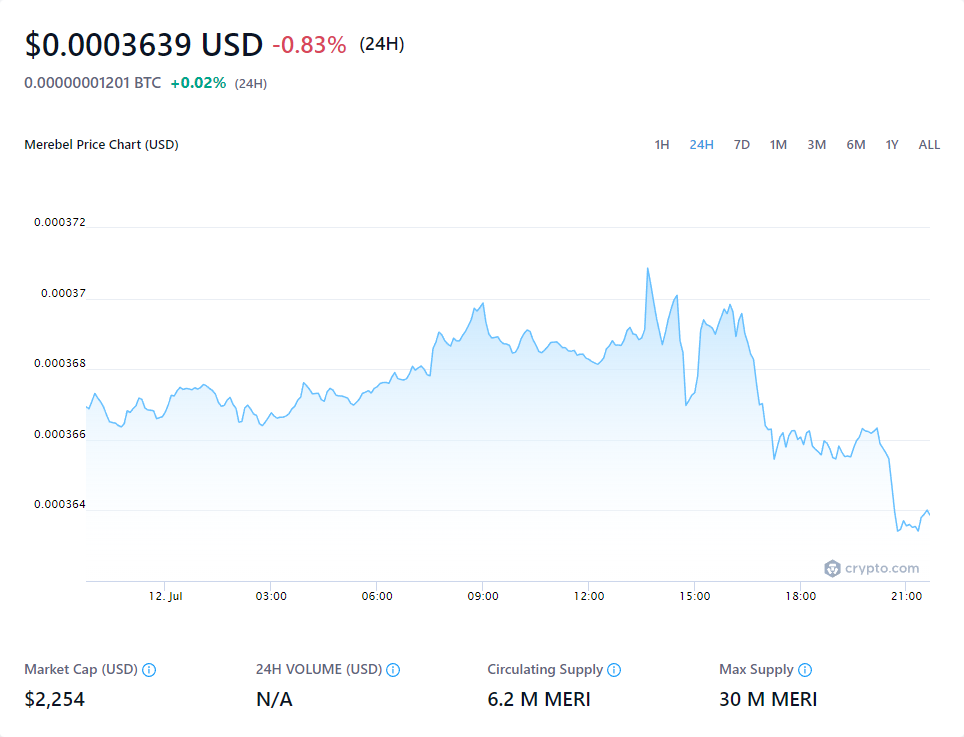 $0.0003639 USD -0.83% (24H)
0.00000001201 BTC +0.02% (24H)
Merebel Price Chart (USD) 1H 24H 7D 1M 3M 6M 1Y ALL
0.000372
0.00037
0.000368
0.000366
0.000364
crypto.com
12. Jul 03:00 06:00 09:00 12:00 15:00 18:00 21:00
Market Cap (USD) 24H VOLUME (USD) Circulating Supply Max Supply
$2,254 N/A 6.2 M MERI 30 M MERI